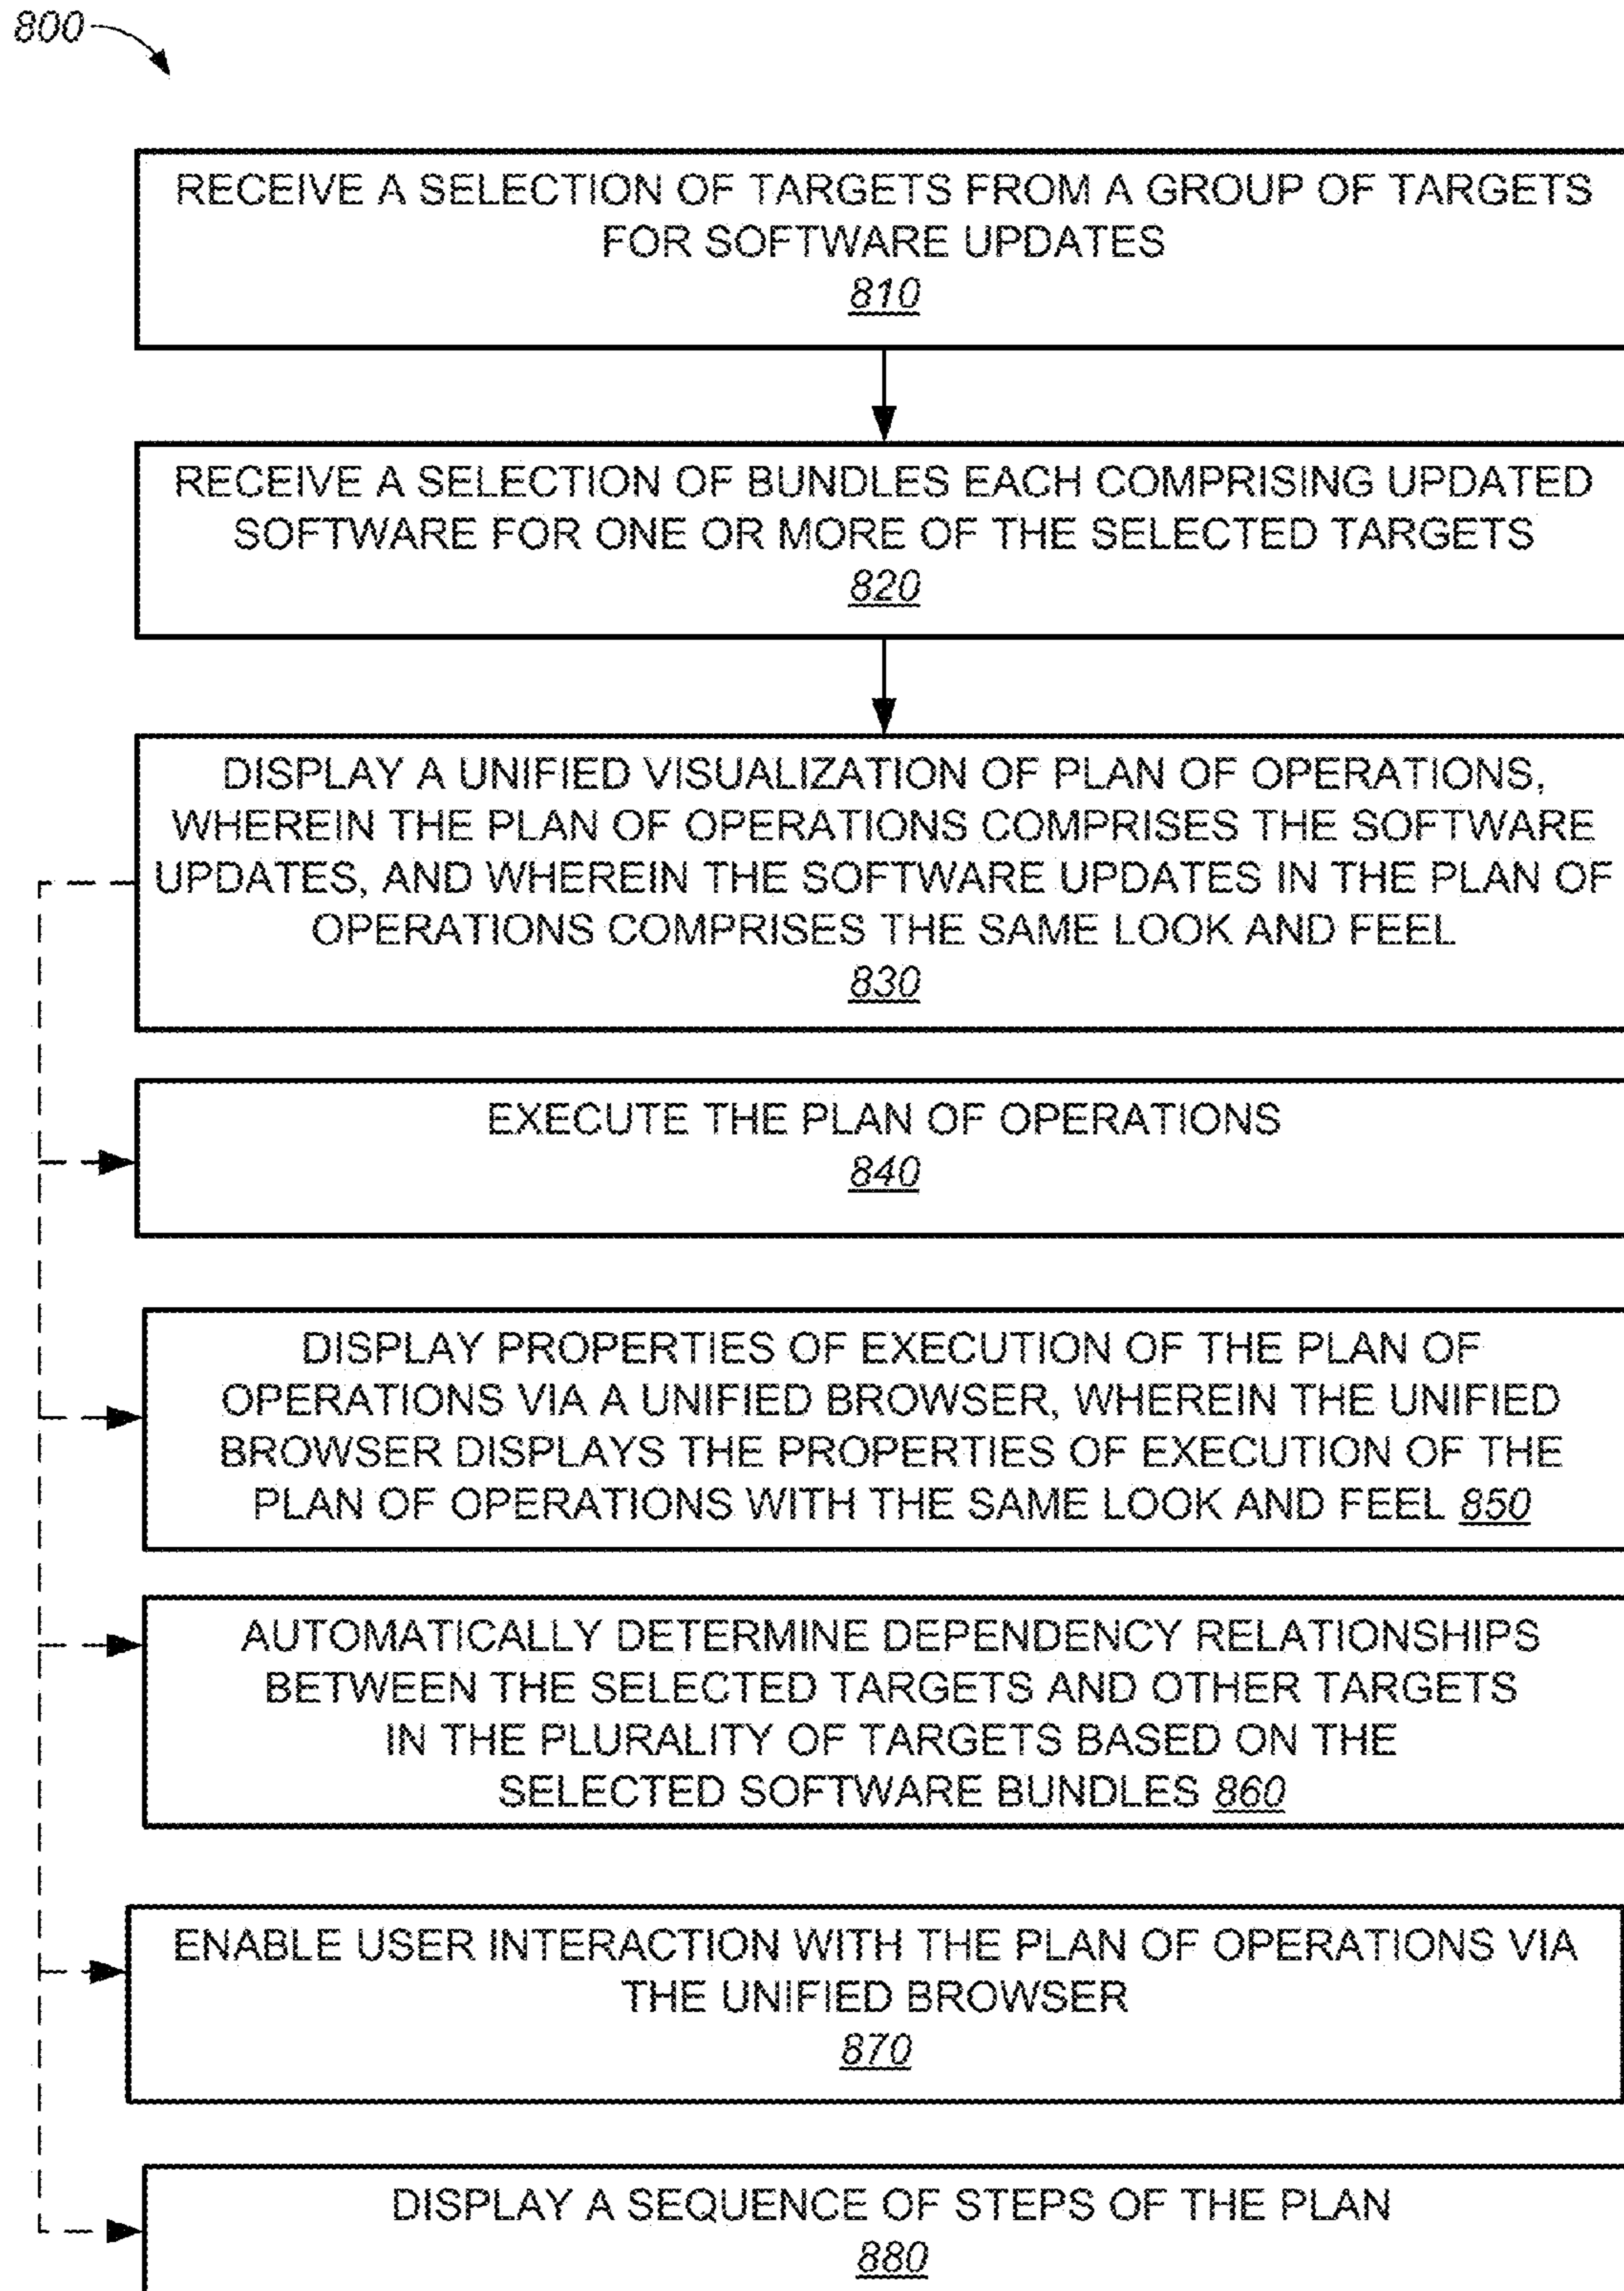 800
RECEIVE A SELECTION OF TARGETS FROM A GROUP OF TARGETS
FOR SOFTWARE UPDATES
810
RECEIVE A SELECTION OF BUNDLES EACH COMPRISING UPDATED
SOFTWARE FOR ONE OR MORE OF THE SELECTED TARGETS
820
DISPLAY A UNIFIED VISUALIZATION OF PLAN OF OPERATIONS,
WHEREIN THE PLAN OF OPERATIONS COMPRISES THE SOFTWARE
UPDATES, AND WHEREIN THE SOFTWARE UPDATES IN THE PLAN OF
OPERATIONS COMPRISES THE SAME LOOK AND FEEL
830
EXECUTE THE PLAN OF OPERATIONS
840
DISPLAY PROPERTIES OF EXECUTION OF THE PLAN OF
OPERATIONS VIA A UNIFIED BROWSER, WHEREIN THE UNIFIED
BROWSER DISPLAYS THE PROPERTIES OF EXECUTION OF THE
PLAN OF OPERATIONS WITH THE SAME LOOK AND FEEL 850
AUTOMATICALLY DETERMINE DEPENDENCY RELATIONSHIPS
BETWEEN THE SELECTED TARGETS AND OTHER TARGETS
IN THE PLURALITY OF TARGETS BASED ON THE
SELECTED SOFTWARE BUNDLES 860
ENABLE USER INTERACTION WITH THE PLAN OF OPERATIONS VIA
THE UNIFIED BROWSER
870
DISPLAY A SEQUENCE OF STEPS OF THE PLAN
880